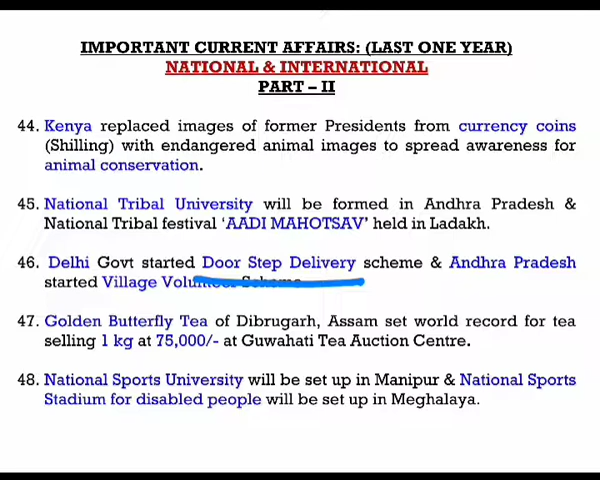 IMPORTANT CURRENT AFFAIRS: (LAST ONE YEAR)
NATIONAL & INTERNATIONAL
PART – II
44. Kenya replaced images of former Presidents from currency coins
(Shilling) with endangered animal images to spread awareness for
animal conservation.
45. National Tribal University will be formed in Andhra Pradesh &
National Tribal festival ‘AADI MAHOTSAV’ held in Ladakh.
46. Delhi Govt started Door Step Delivery scheme & Andhra Pradesh
started Village Volunteer Scheme
47. Golden Butterfly Tea of Dibrugarh, Assam set world record for tea
selling 1 kg at 75,000/- at Guwahati Tea Auction Centre.
48. National Sports University will be set up in Manipur & National Sports
Stadium for disabled people will be set up in Meghalaya.